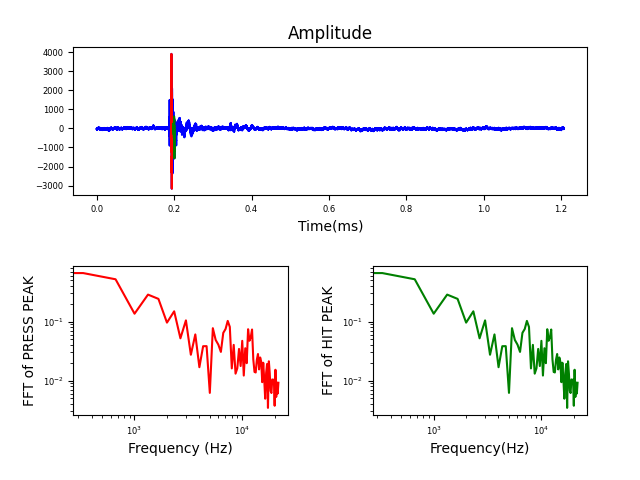 Amplitude
4000
3000
2000
1000
0
−1000
−2000
−3000
0.0 0.2 0.4 0.6 0.8 1.0 1.2
Time(ms)
FFT of PRESS PEAK
10⁻¹
10⁻²
10³ 10⁴
Frequency (Hz)
FFT of HIT PEAK
10⁻¹
10⁻²
10³ 10⁴
Frequency(Hz)